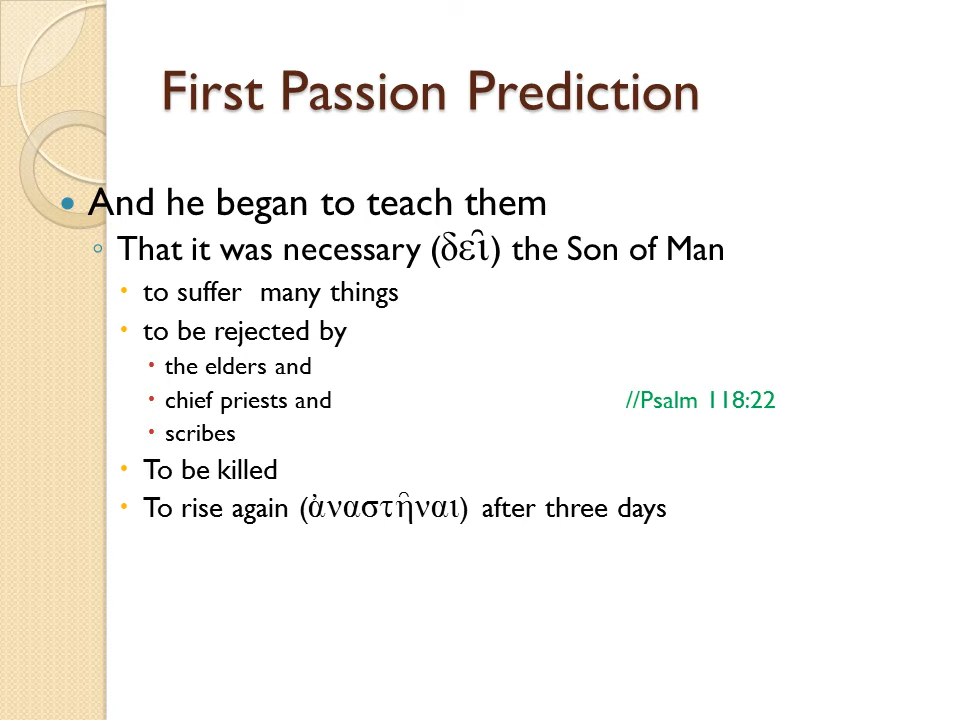 First Passion Prediction
And he began to teach them
That it was necessary (δεῖ) the Son of Man
to suffer  many things
to be rejected by
the elders and
chief priests and //Psalm 118:22
scribes
To be killed
To rise again (ἀναστῆναι) after three days